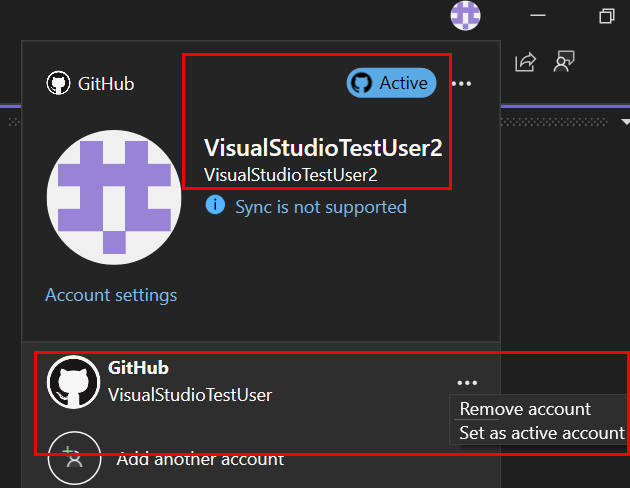 GitHub
Active
VisualStudioTestUser2
VisualStudioTestUser2
Sync is not supported
Account settings
GitHub
VisualStudioTestUser
Remove account
Set as active account
Add another account